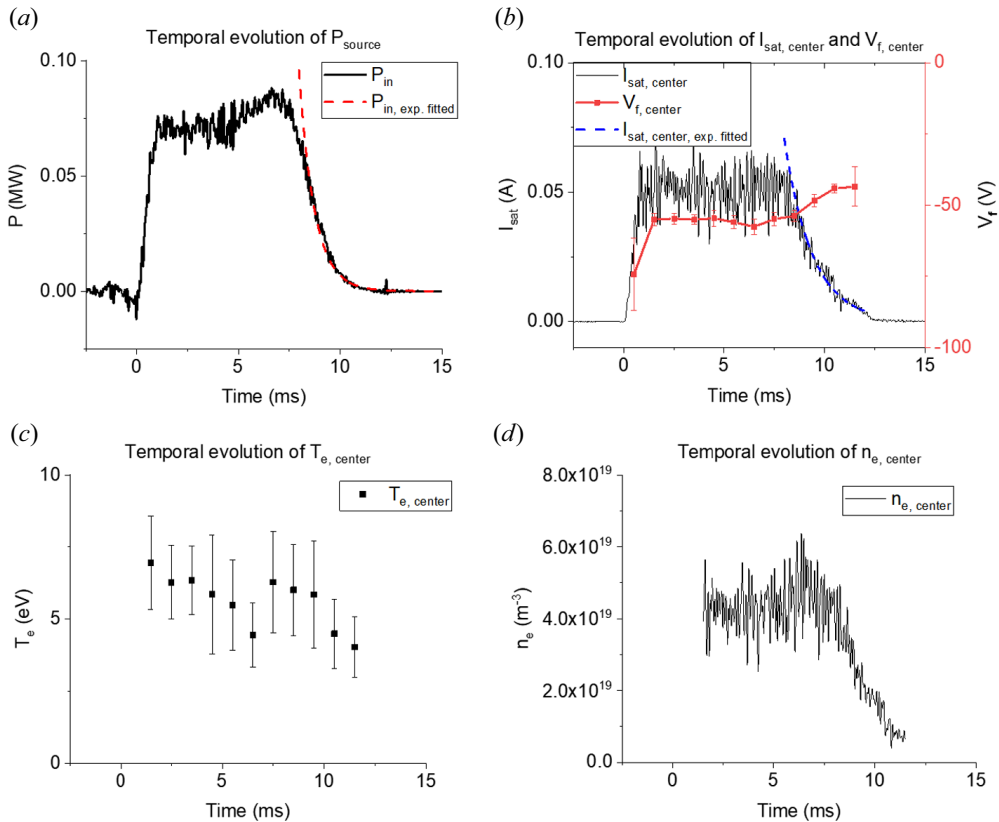 (a)
Temporal evolution of P_source
P_in
P_in, exp. fitted
0.10
0.05
0.00
P (MW)
0
5
10
15
Time (ms)
(b)
Temporal evolution of I_sat, center and V_f, center
I_sat, center
V_f, center
I_sat, center, exp. fitted
0.10
0.05
0.00
I_sat (A)
0
-50
-100
V_f (V)
0
5
10
15
Time (ms)
(c)
Temporal evolution of T_e, center
T_e, center
10
5
0
T_e (eV)
0
5
10
15
Time (ms)
(d)
Temporal evolution of n_e, center
n_e, center
8.0x10^19
6.0x10^19
4.0x10^19
2.0x10^19
0.0
n_e (m^-3)
0
5
10
15
Time (ms)